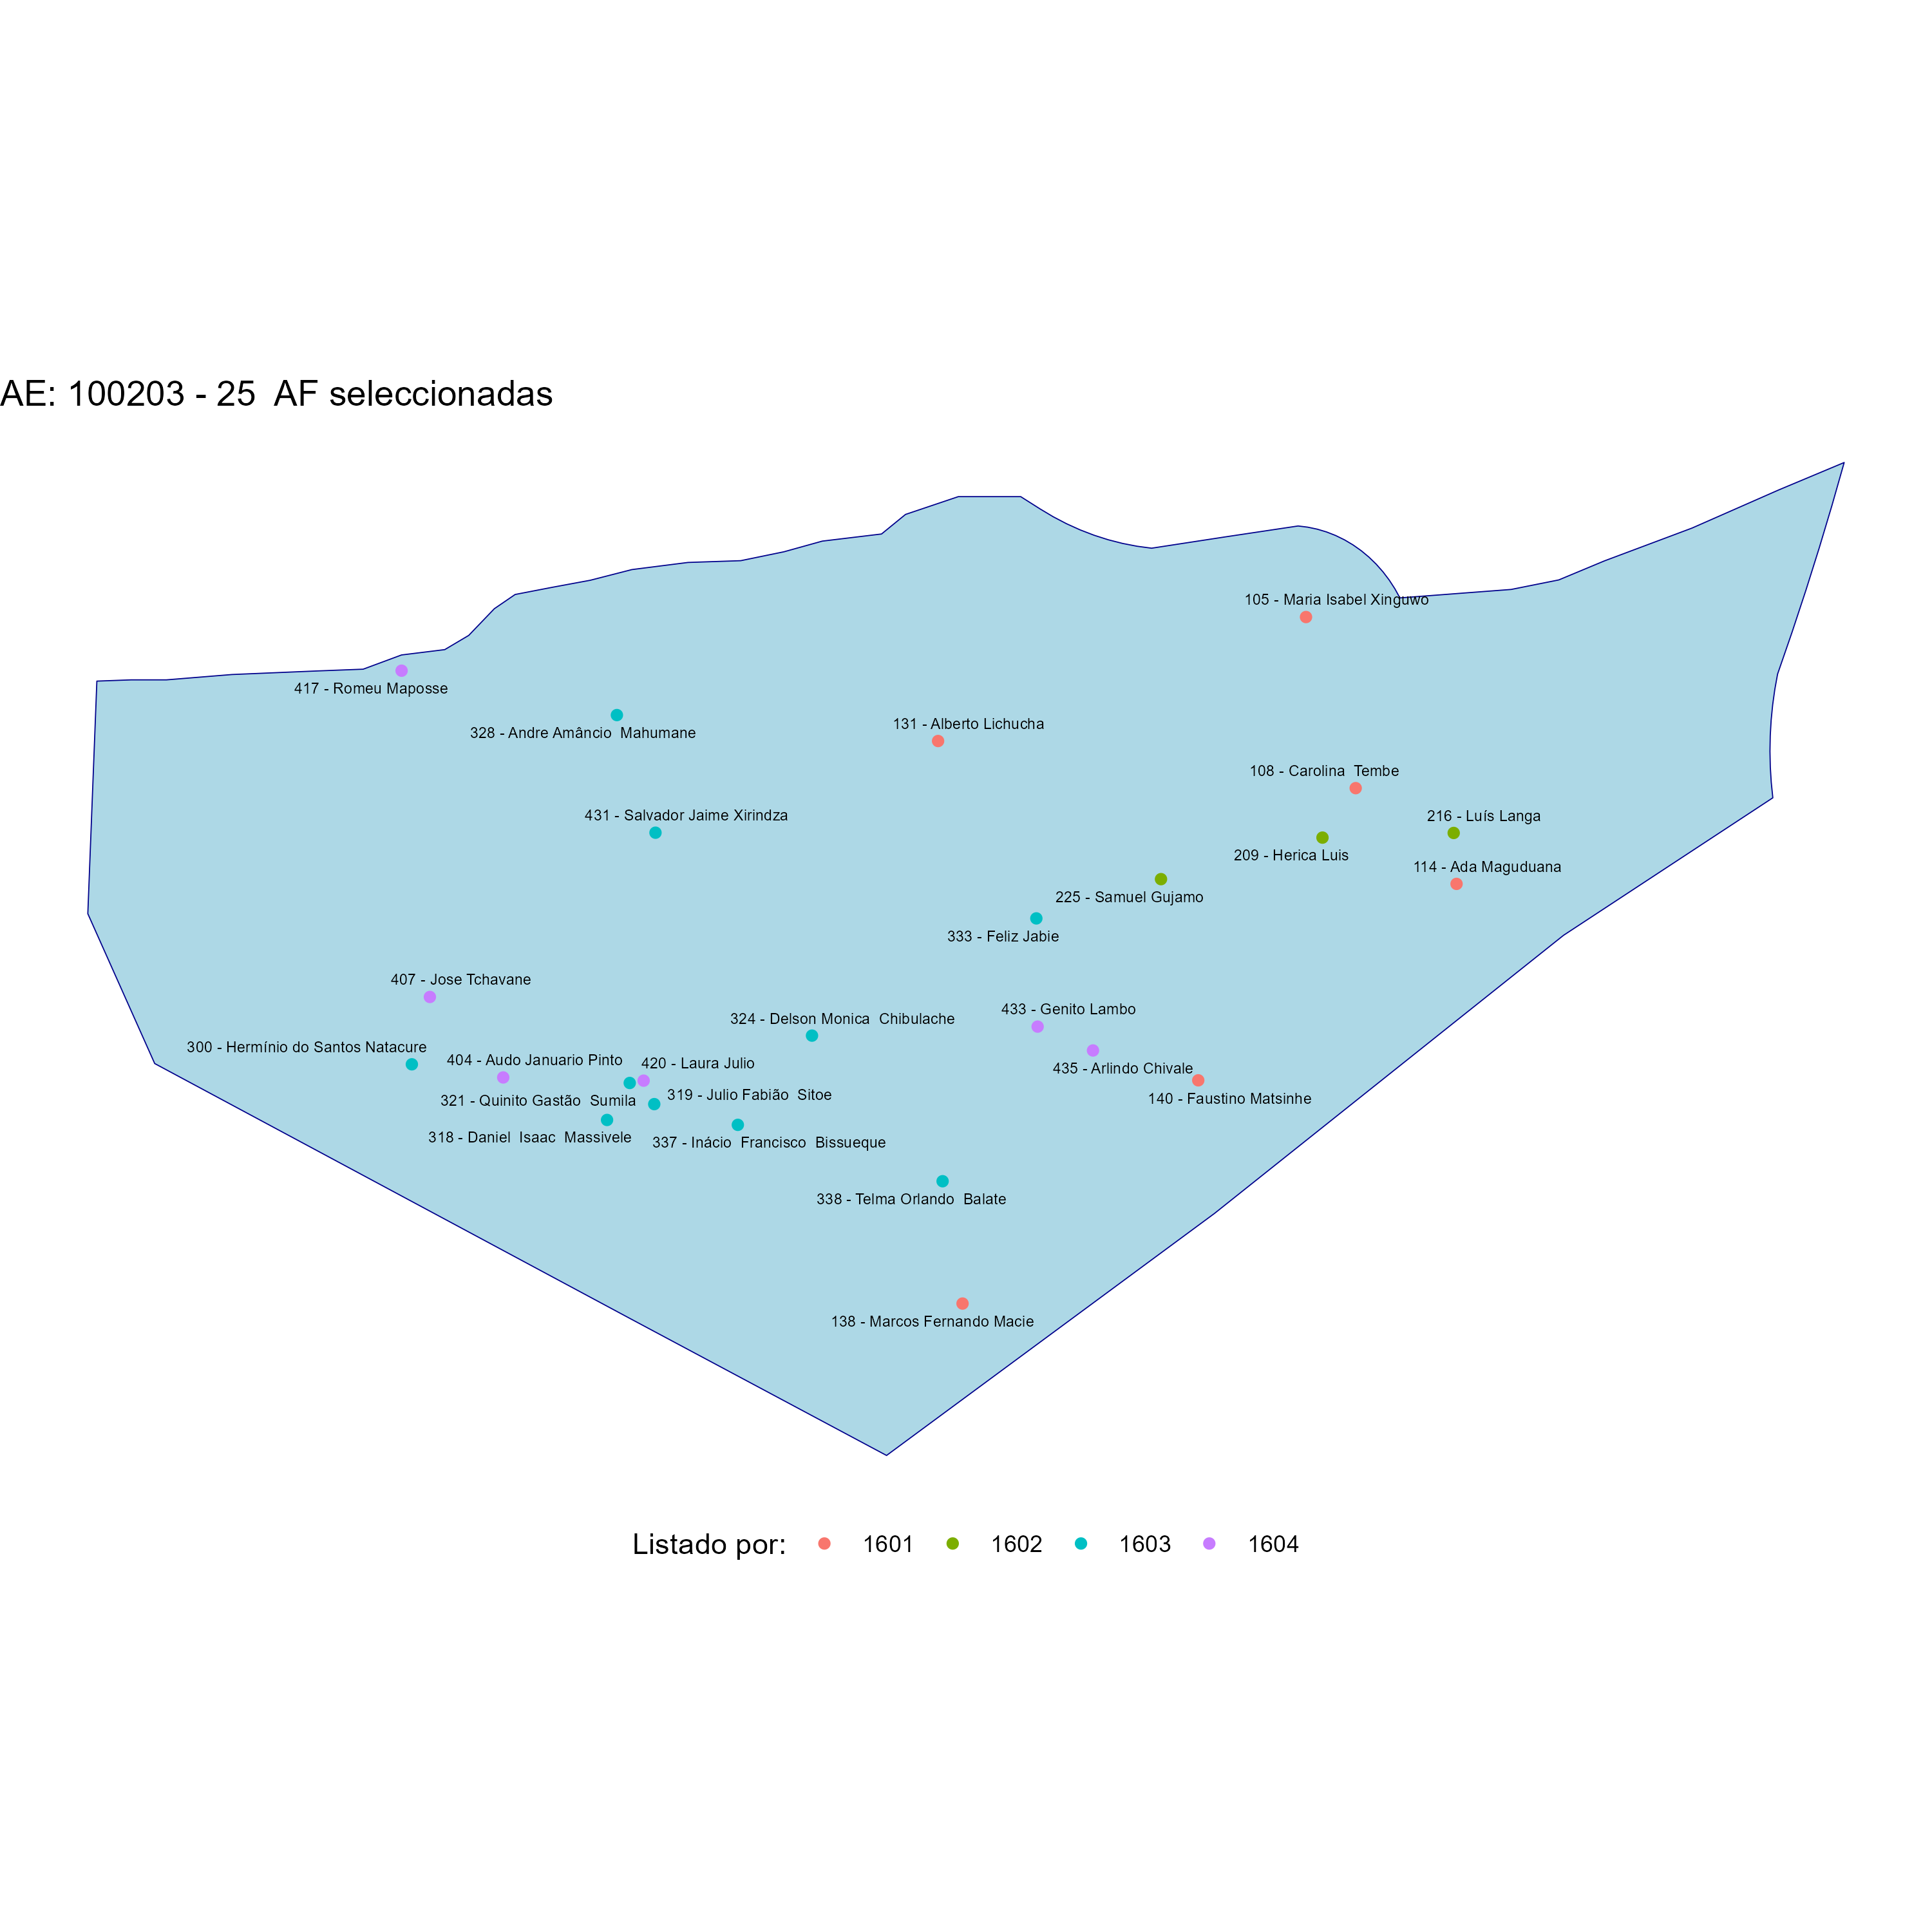 AE: 100203 - 25  AF seleccionadas
105 - Maria Isabel Xinguwo
417 - Romeu Maposse
328 - Andre Amâncio  Mahumane
131 - Alberto Lichucha
108 - Carolina  Tembe
431 - Salvador Jaime Xirindza
216 - Luís Langa
209 - Herica Luis
114 - Ada Maguduana
225 - Samuel Gujamo
333 - Feliz Jabie
407 - Jose Tchavane
433 - Genito Lambo
324 - Delson Monica  Chibulache
300 - Hermínio do Santos Natacure
404 - Audo Januario Pinto
420 - Laura Julio
435 - Arlindo Chivale
319 - Julio Fabião  Sitoe
321 - Quinito Gastão  Sumila
140 - Faustino Matsinhe
318 - Daniel  Isaac  Massivele
337 - Inácio  Francisco  Bissueque
338 - Telma Orlando  Balate
138 - Marcos Fernando Macie
Listado por: 1601 1602 1603 1604